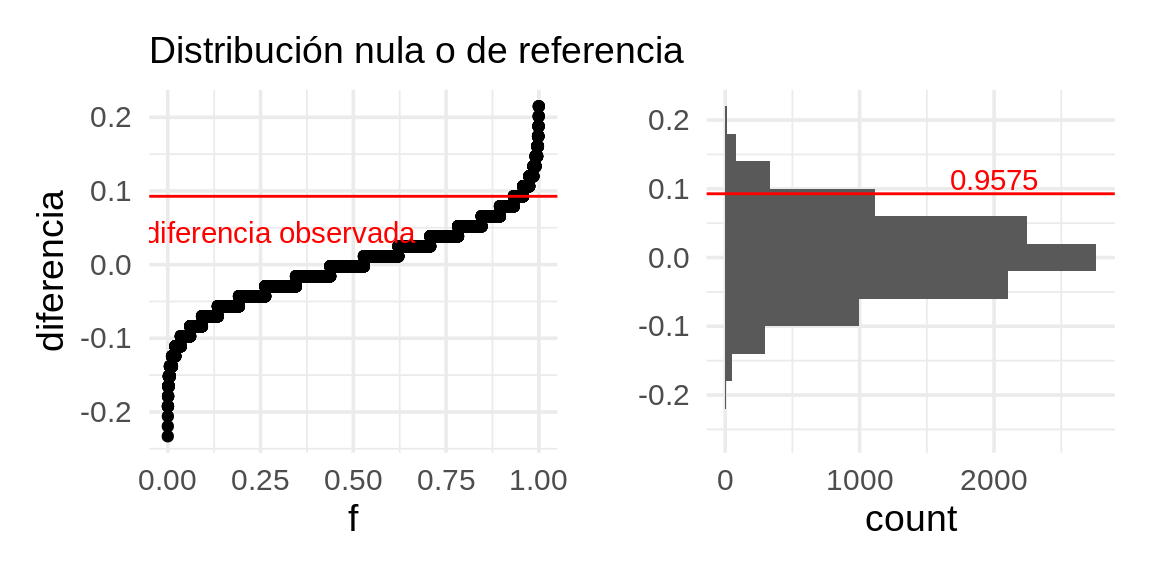 Distribución nula o de referencia
diferencia
0.2
0.1
0.0
-0.1
-0.2
diferencia observada
0.00 0.25 0.50 0.75 1.00
f
0.2
0.1
0.0
-0.1
-0.2
0.9575
0 1000 2000
count